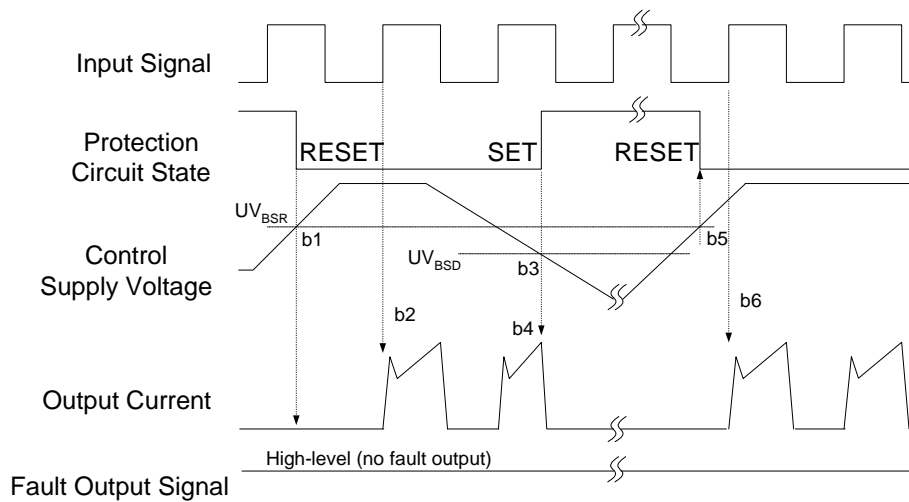 Input Signal
Protection
Circuit State
RESET
SET
RESET
UVBSR
b1
b5
Control
Supply Voltage
UVBSD
b3
b2
b4
b6
Output Current
High-level (no fault output)
Fault Output Signal